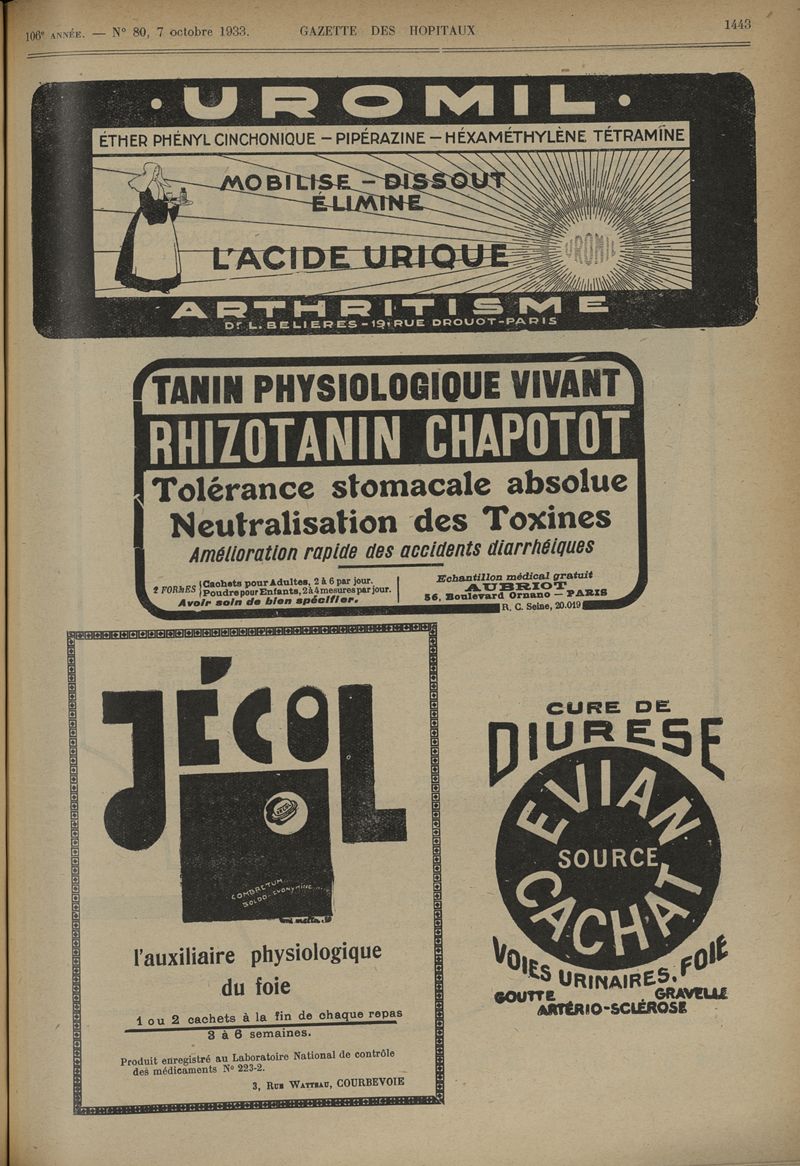 106e ANNÉE. — N° 80, 7 octobre 1933. GAZETTE DES HOPITAUX 1443
· UROMIL ·
ÉTHER PHÉNYL CINCHONIQUE – PIPÉRAZINE – HÉXAMÉTHYLÈNE TÉTRAMÎNE
MOBILISE – DISSOUT
ÉLIMINE
UROMIL
L'ACIDE URIQUE
ARTHRITISME
Dr L. BELIERES - 19, RUE DROUOT - PARIS
TANIN PHYSIOLOGIQUE VIVANT
RHIZOTANIN CHAPOTOT
Tolérance stomacale absolue
Neutralisation des Toxines
Amélioration rapide des accidents diarrhéiques
2 FORMES
Cachets pour Adultes, 2 à 6 par jour.
Poudre pour Enfants, 2 à 4 mesures par jour.
Avoir soin de bien spécifier.
Echantillon médical gratuit
AUBRIOT
56, Boulevard Ornano — PARIS
R. C. Seine, 20.019
JÉCOL
COMBRETUM
BOLDO-EVONYMINE
l'auxiliaire physiologique
du foie
1 ou 2 cachets à la fin de chaque repas
3 à 6 semaines.
Produit enregistré au Laboratoire National de contrôle
des médicaments N° 223-2.
3, RUE WATTEAU, COURBEVOIE
CURE DE
DIURESE
EVIAN
SOURCE
CACHAT
VOIES URINAIRES, FOIE
GOUTTE GRAVELLE
ARTÉRIO-SCLÉROSE